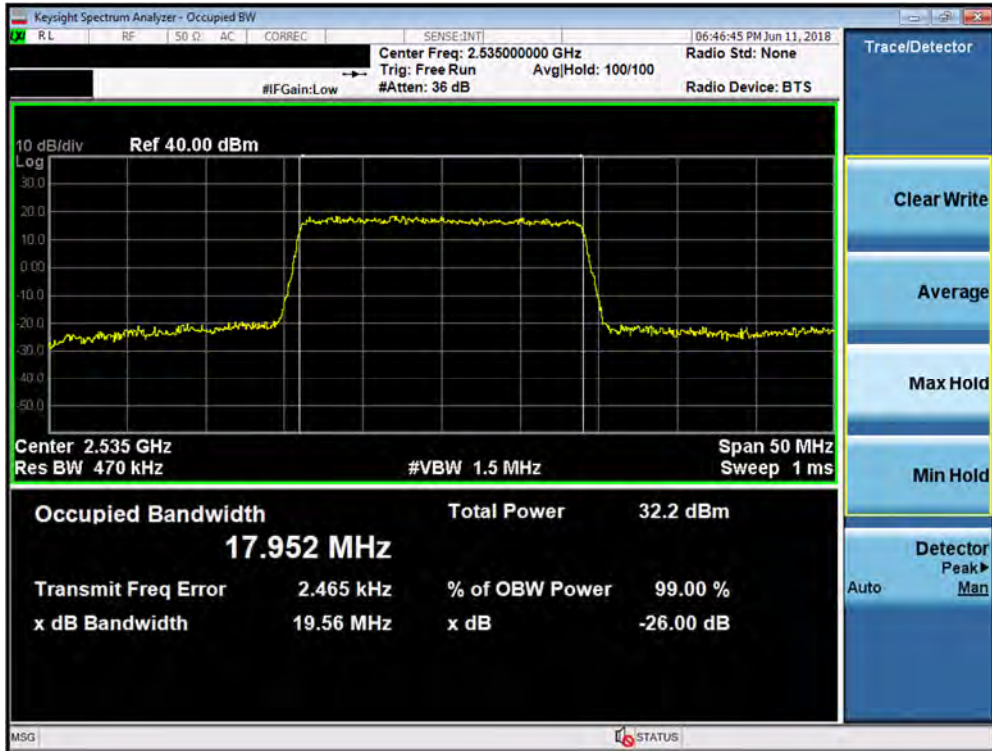 Keysight Spectrum Analyzer - Occupied BW
LXI RL RF 50 Ω AC CORREC SENSE:INT 06:46:45 PM Jun 11, 2018
Center Freq: 2.535000000 GHz Radio Std: None
Trig: Free Run Avg|Hold: 100/100
#IFGain:Low #Atten: 36 dB Radio Device: BTS
Trace/Detector
10 dB/div Ref 40.00 dBm
Log
30.0
20.0
10.0
0.00
-10.0
-20.0
-30.0
-40.0
-50.0
Center 2.535 GHz Span 50 MHz
Res BW 470 kHz #VBW 1.5 MHz Sweep 1 ms
Occupied Bandwidth Total Power 32.2 dBm
17.952 MHz
Transmit Freq Error 2.465 kHz % of OBW Power 99.00 %
x dB Bandwidth 19.56 MHz x dB -26.00 dB
Clear Write
Average
Max Hold
Min Hold
Detector
Peak▶
Auto Man
MSG STATUS